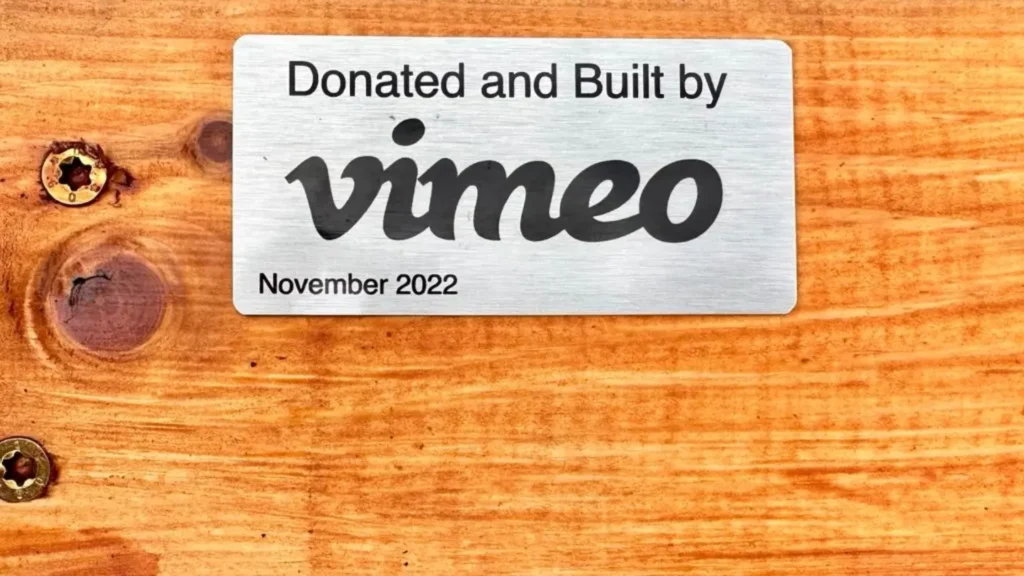 Donated and Built by
vimeo
November 2022